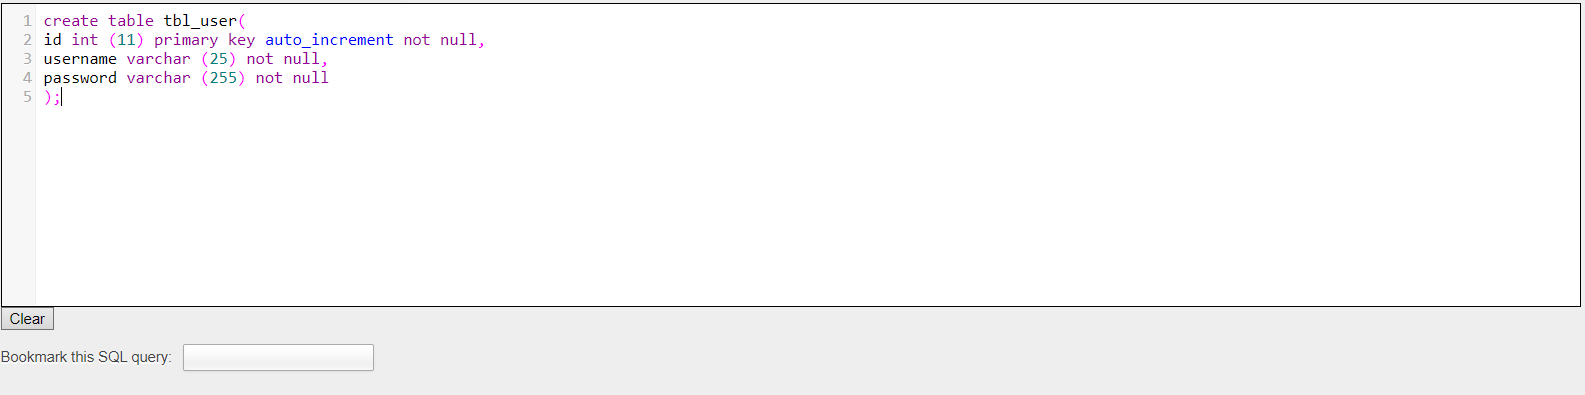 1 create table tbl_user(
2 id int (11) primary key auto_increment not null,
3 username varchar (25) not null,
4 password varchar (255) not null
5 );
Clear
Bookmark this SQL query: